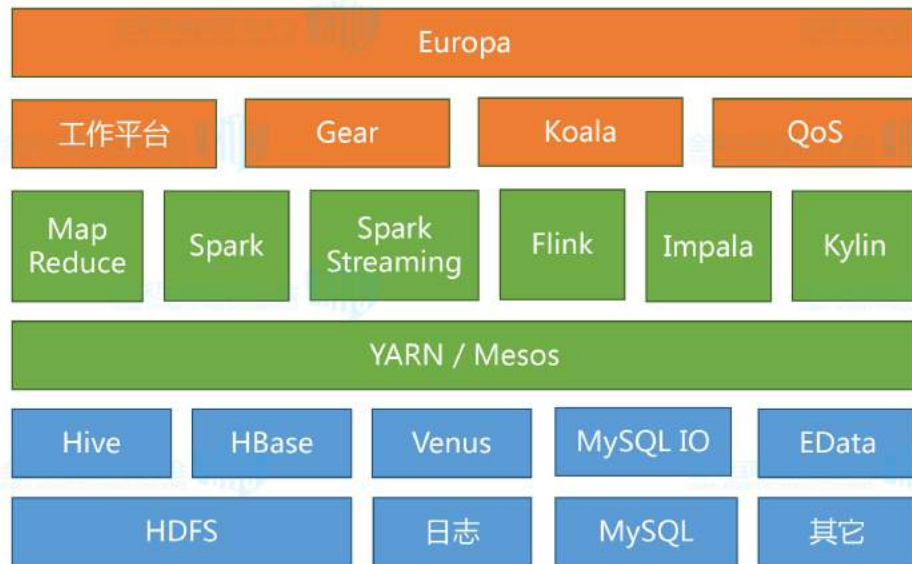 Europa
工作平台
Gear
Koala
QoS
Map
Reduce
Spark
Spark
Streaming
Flink
Impala
Kylin
YARN / Mesos
Hive
HBase
Venus
MySQL IO
EData
HDFS
日志
MySQL
其它